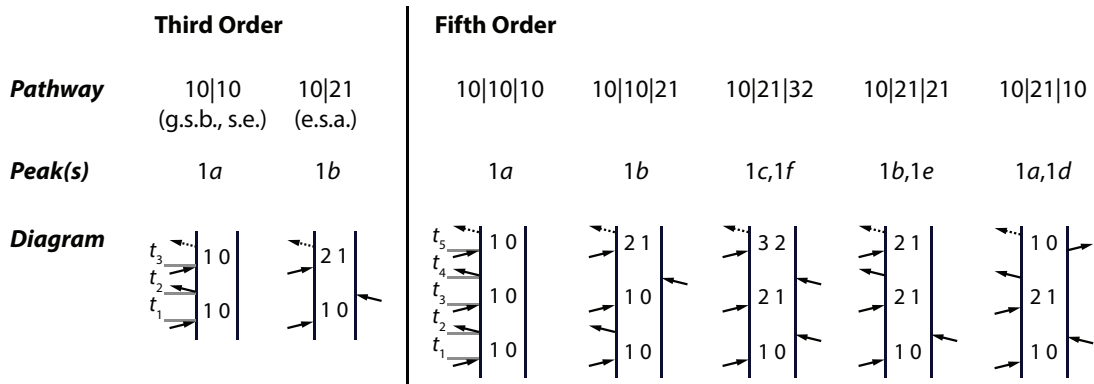 Third Order Fifth Order
Pathway 10|10 10|21 10|10|10 10|10|21 10|21|32 10|21|21 10|21|10
(g.s.b., s.e.) (e.s.a.)
Peak(s) 1a 1b 1a 1b 1c,1f 1b,1e 1a,1d
Diagram
t5 1 0 2 1 3 2 2 1 1 0
t3 1 0 2 1
t4
t2
t3 1 0 1 0 2 1 2 1 2 1
t1 1 0 1 0
t2
t1 1 0 1 0 1 0 1 0 1 0